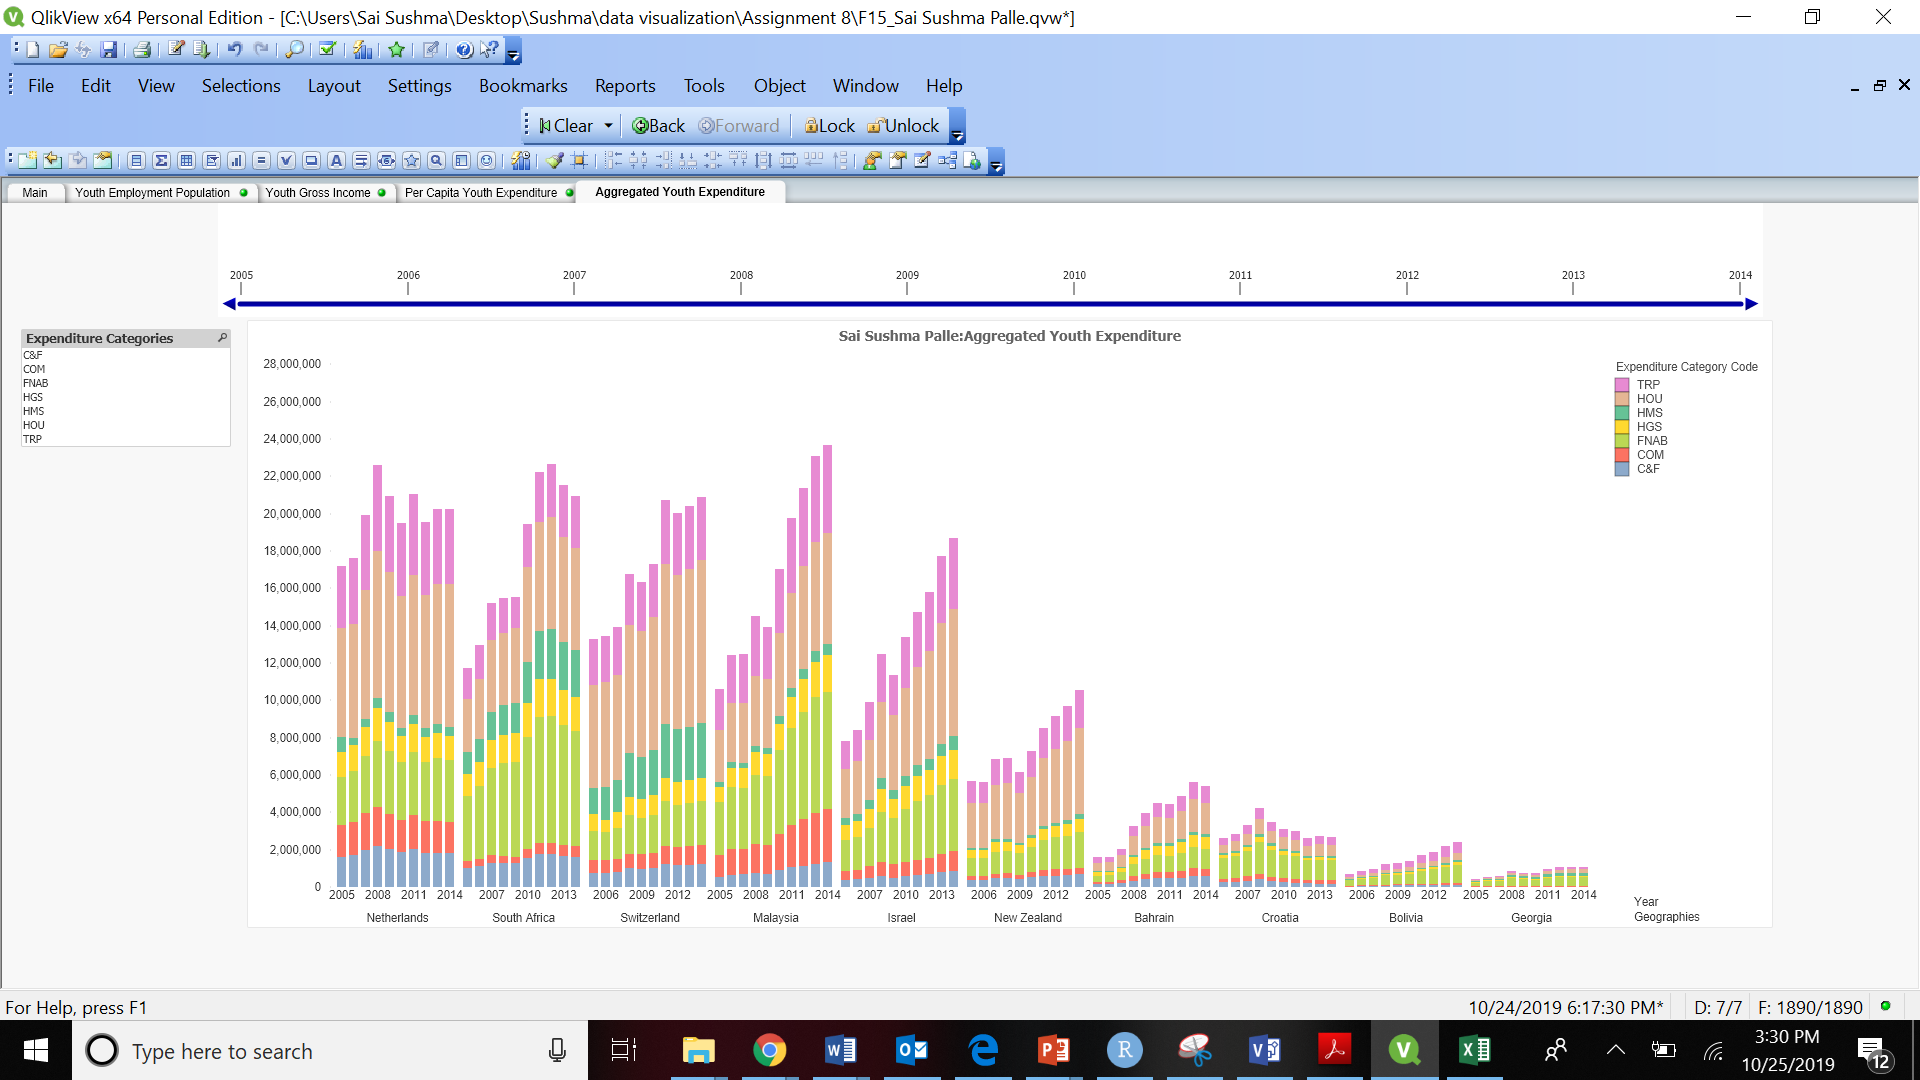 QlikView x64 Personal Edition - [C:\Users\Sai Sushma\Desktop\Sushma\data visualization\Assignment 8\F15_Sai Sushma Palle.qvw*]
File Edit View Selections Layout Settings Bookmarks Reports Tools Object Window Help
Clear Back Forward Lock Unlock
Main Youth Employment Population Youth Gross Income Per Capita Youth Expenditure Aggregated Youth Expenditure
2005 2006 2007 2008 2009 2010 2011 2012 2013 2014
Expenditure Categories
C&F
COM
FNAB
HGS
HMS
HOU
TRP
Sai Sushma Palle:Aggregated Youth Expenditure
28,000,000
26,000,000
24,000,000
22,000,000
20,000,000
18,000,000
16,000,000
14,000,000
12,000,000
10,000,000
8,000,000
6,000,000
4,000,000
2,000,000
0
Expenditure Category Code
TRP
HOU
HMS
HGS
FNAB
COM
C&F
2005 2008 2011 2014 2007 2010 2013 2006 2009 2012 2005 2008 2011 2014 2007 2010 2013 2006 2009 2012 2005 2008 2011 2014 2007 2010 2013 2006 2009 2012 2005 2008 2011 2014
Year
Netherlands South Africa Switzerland Malaysia Israel New Zealand Bahrain Croatia Bolivia Georgia
Geographies
For Help, press F1
10/24/2019 6:17:30 PM* D: 7/7 F: 1890/1890
Type here to search
3:30 PM
10/25/2019
12